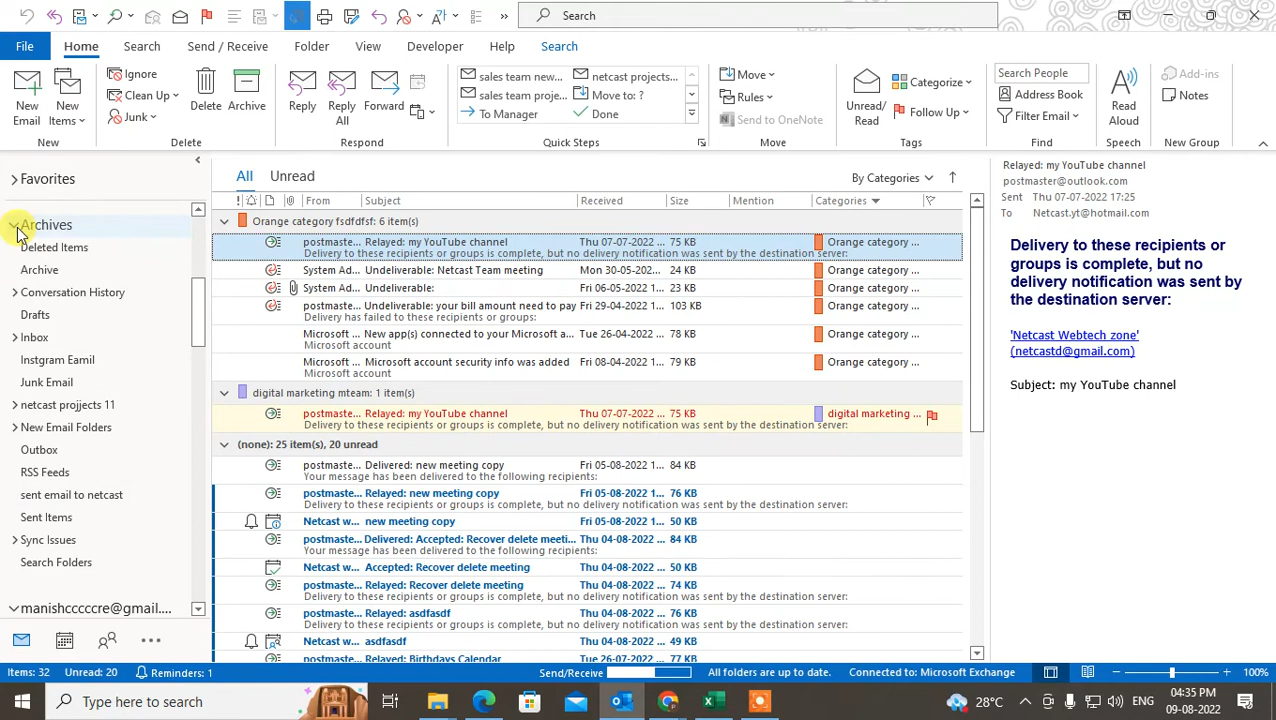 Search
File Home Search Send / Receive Folder View Developer Help Search
New Email
New Items
Ignore
Clean Up
Junk
Delete
Archive
Reply
Reply All
Forward
sales team new...
sales team proje...
To Manager
netcast projects...
Move to: ?
Done
Move
Rules
Send to OneNote
Unread/ Read
Categorize
Follow Up
Search People
Address Book
Filter Email
Read Aloud
Add-ins
Notes
New Delete Respond Quick Steps Move Tags Find Speech New Group
Favorites
Archives
Deleted Items
Archive
Conversation History
Drafts
Inbox
Instgram Eamil
Junk Email
netcast projjects 11
New Email Folders
Outbox
RSS Feeds
sent email to netcast
Sent Items
Sync Issues
Search Folders
manishcccccre@gmail....
All Unread By Categories
From Subject Received Size Mention Categories
Orange category fsdfdfsf: 6 item(s)
postmaste... Relayed: my YouTube channel Thu 07-07-2022 ... 75 KB Orange category ...
Delivery to these recipients or groups is complete, but no delivery notification was sent by the destination server:
System Ad... Undeliverable: Netcast Team meeting Mon 30-05-202... 24 KB Orange category ...
System Ad... Undeliverable: Fri 06-05-2022 ... 23 KB Orange category ...
postmaste... Undeliverable: your bill amount need to pay Fri 29-04-2022 ... 103 KB Orange category ...
Delivery has failed to these recipients or groups:
Microsoft ... New app(s) connected to your Microsoft a... Tue 26-04-2022 ... 78 KB Orange category ...
Microsoft account
Microsoft ... Microsoft account security info was added Fri 08-04-2022 ... 79 KB Orange category ...
Microsoft account
digital marketing mteam: 1 item(s)
postmaste... Relayed: my YouTube channel Thu 07-07-2022 ... 75 KB digital marketing ...
Delivery to these recipients or groups is complete, but no delivery notification was sent by the destination server:
(none): 25 item(s), 20 unread
postmaste... Delivered: new meeting copy Fri 05-08-2022 1... 84 KB
Your message has been delivered to the following recipients:
postmaste... Relayed: new meeting copy Fri 05-08-2022 1... 76 KB
Delivery to these recipients or groups is complete, but no delivery notification was sent by the destination server:
Netcast w... new meeting copy Fri 05-08-2022 1... 50 KB
postmaste... Delivered: Accepted: Recover delete meeti... Thu 04-08-2022 ... 84 KB
Your message has been delivered to the following recipients:
Netcast w... Accepted: Recover delete meeting Thu 04-08-2022 ... 50 KB
postmaste... Relayed: Recover delete meeting Thu 04-08-2022 ... 74 KB
Delivery to these recipients or groups is complete, but no delivery notification was sent by the destination server:
postmaste... Relayed: asdfasdf Thu 04-08-2022 ... 76 KB
Delivery to these recipients or groups is complete, but no delivery notification was sent by the destination server:
Netcast w... asdfasdf Thu 04-08-2022 ... 49 KB
postmaste... Relayed: Birthdays Calendar Tue 26-07-2022 ... 77 KB
Relayed: my YouTube channel
postmaster@outlook.com
Sent Thu 07-07-2022 17:25
To Netcast.yt@hotmail.com
Delivery to these recipients or
groups is complete, but no
delivery notification was sent by
the destination server:
'Netcast Webtech zone'
(netcastd@gmail.com)
Subject: my YouTube channel
Items: 32 Unread: 20 Reminders: 1 Send/Receive All folders are up to date. Connected to: Microsoft Exchange 100%
Type here to search
28°C ENG 04:35 PM
09-08-2022